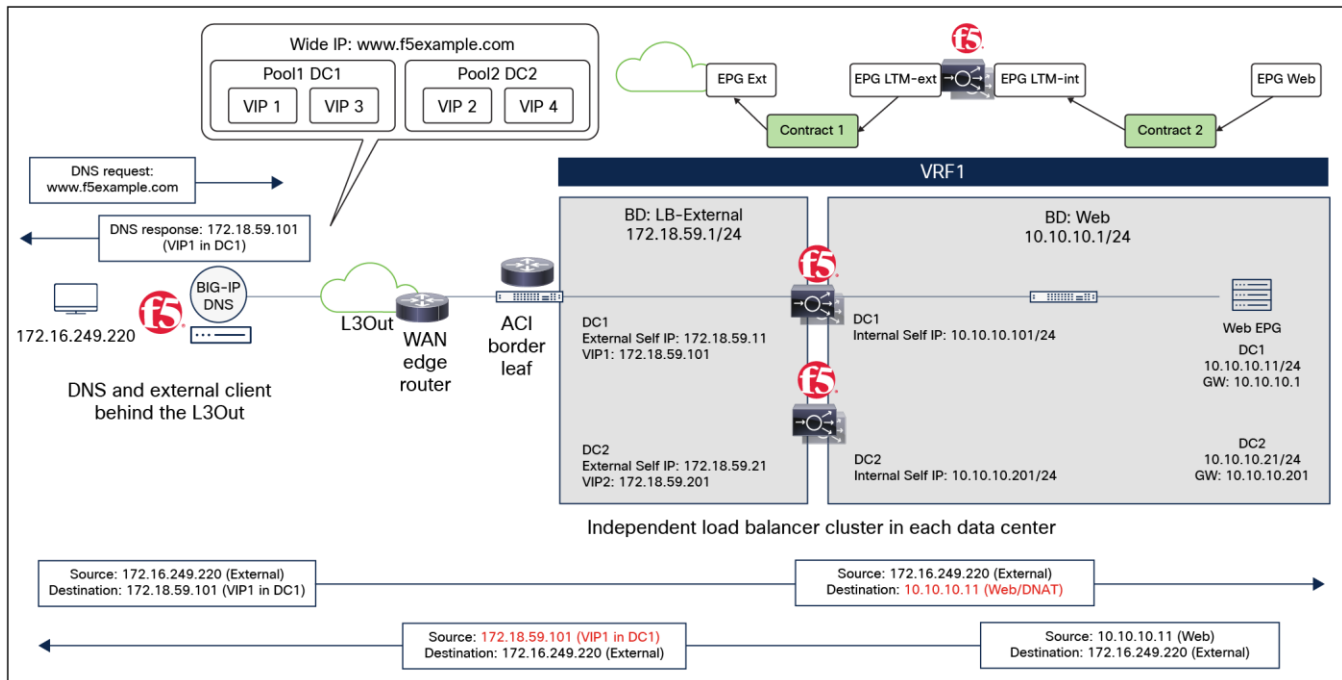 Wide IP: www.f5example.com
Pool1 DC1
VIP 1
VIP 3
Pool2 DC2
VIP 2
VIP 4
f5
EPG Ext
EPG LTM-ext
EPG LTM-int
EPG Web
Contract 1
Contract 2
DNS request:
www.f5example.com
DNS response: 172.18.59.101
(VIP1 in DC1)
VRF1
BD: LB-External
172.18.59.1/24
BD: Web
10.10.10.1/24
172.16.249.220
f5
BIG-IP
DNS
L3Out
WAN
edge
router
ACI
border
leaf
DNS and external client
behind the L3Out
f5
DC1
External Self IP: 172.18.59.11
VIP1: 172.18.59.101
DC1
Internal Self IP: 10.10.10.101/24
Web EPG
DC1
10.10.10.11/24
GW: 10.10.10.1
f5
DC2
External Self IP: 172.18.59.21
VIP2: 172.18.59.201
DC2
Internal Self IP: 10.10.10.201/24
DC2
10.10.10.21/24
GW: 10.10.10.201
Independent load balancer cluster in each data center
Source: 172.16.249.220 (External)
Destination: 172.18.59.101 (VIP1 in DC1)
Source: 172.16.249.220 (External)
Destination: 10.10.10.11 (Web/DNAT)
Source: 172.18.59.101 (VIP1 in DC1)
Destination: 172.16.249.220 (External)
Source: 10.10.10.11 (Web)
Destination: 172.16.249.220 (External)